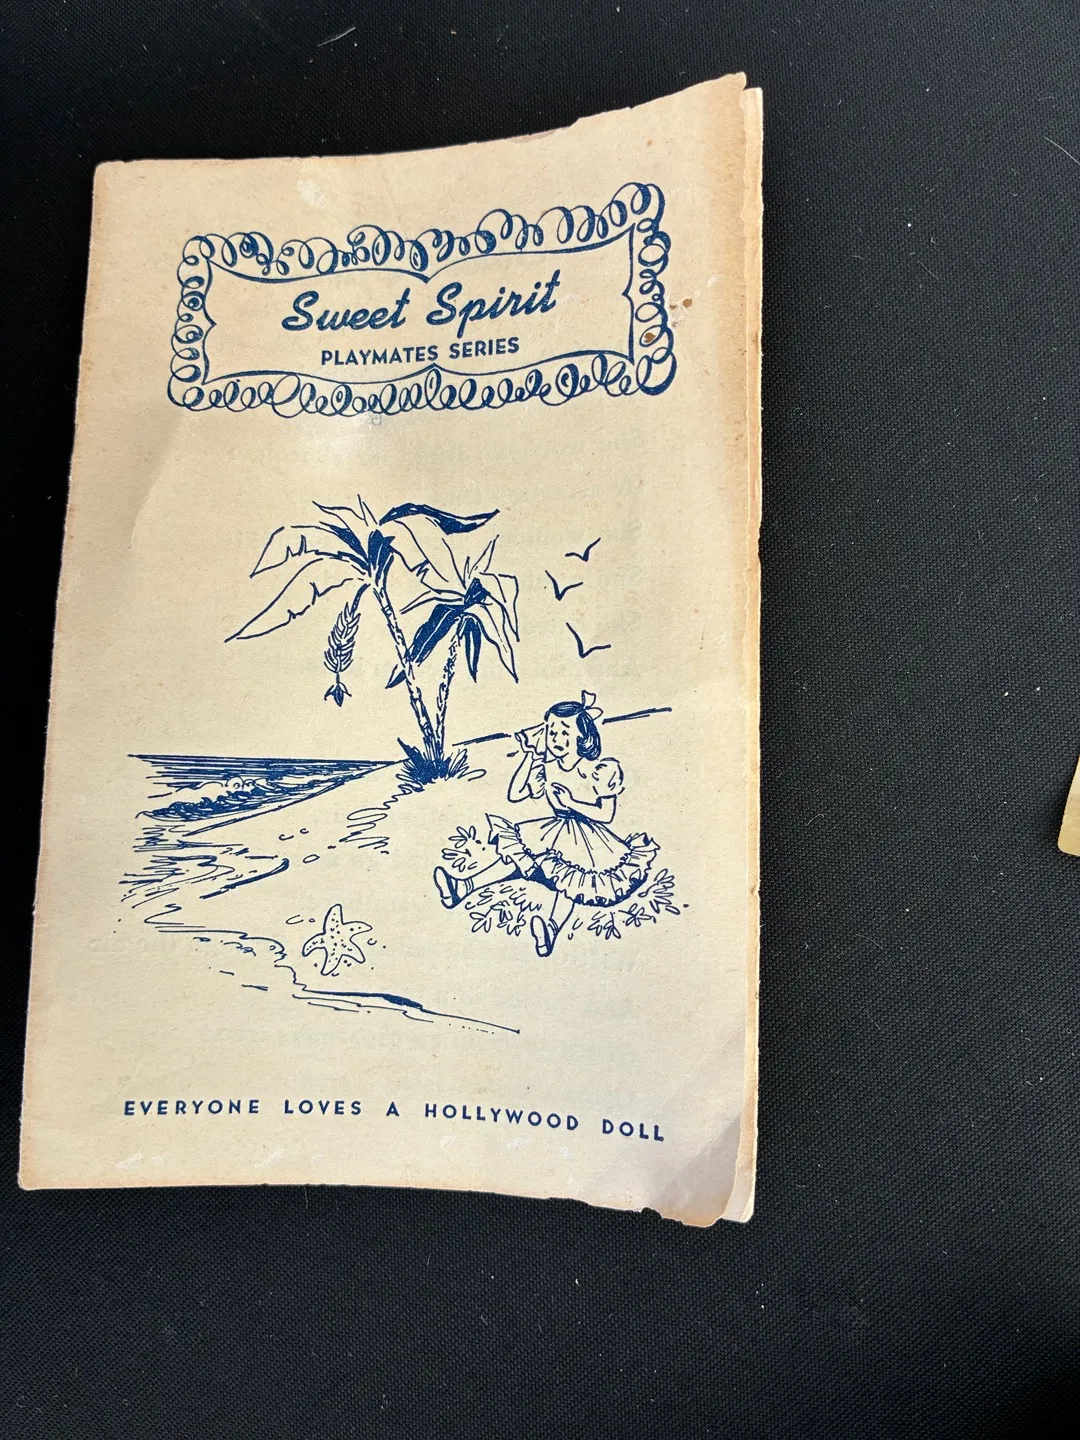 Sweet Spirit
PLAYMATES SERIES
EVERYONE LOVES A HOLLYWOOD DOLL